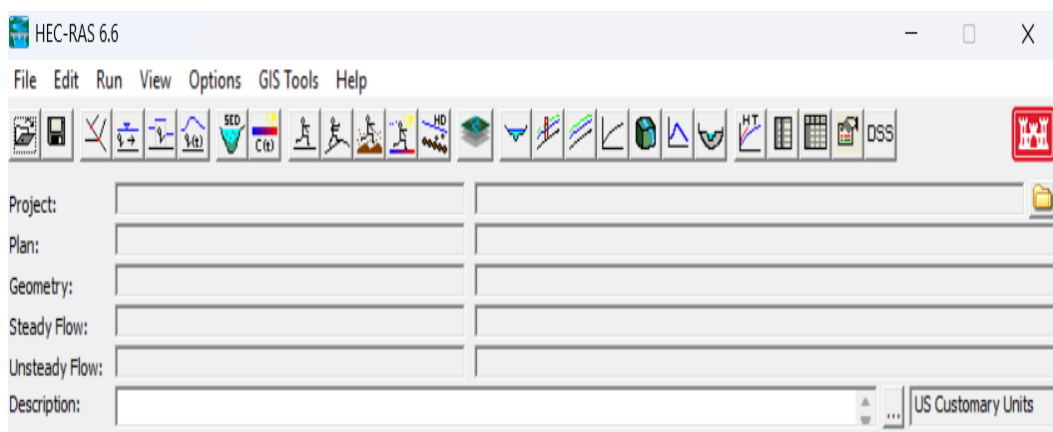 HEC-RAS 6.6
File Edit Run View Options GIS Tools Help
SED C(t) HD HT DSS
Project:
Plan:
Geometry:
Steady Flow:
Unsteady Flow:
Description: ... US Customary Units